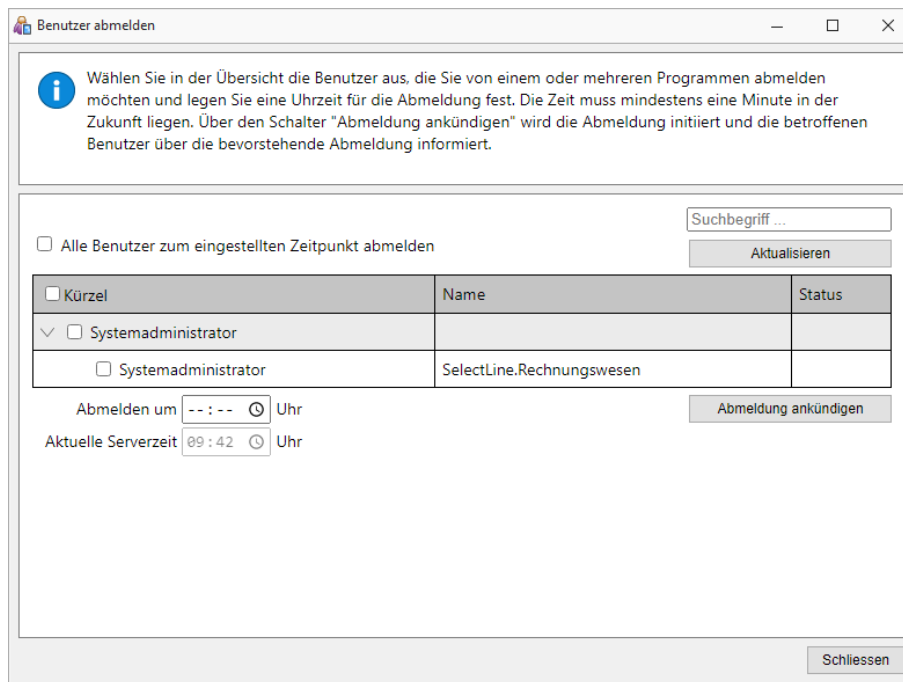 Benutzer abmelden
Wählen Sie in der Übersicht die Benutzer aus, die Sie von einem oder mehreren Programmen abmelden
möchten und legen Sie eine Uhrzeit für die Abmeldung fest. Die Zeit muss mindestens eine Minute in der
Zukunft liegen. Über den Schalter "Abmeldung ankündigen" wird die Abmeldung initiiert und die betroffenen
Benutzer über die bevorstehende Abmeldung informiert.
Suchbegriff ...
Alle Benutzer zum eingestellten Zeitpunkt abmelden
Aktualisieren
Kürzel Name Status
Systemadministrator
Systemadministrator SelectLine.Rechnungswesen
Abmelden um --:-- Uhr Abmeldung ankündigen
Aktuelle Serverzeit 09:42 Uhr
Schliessen